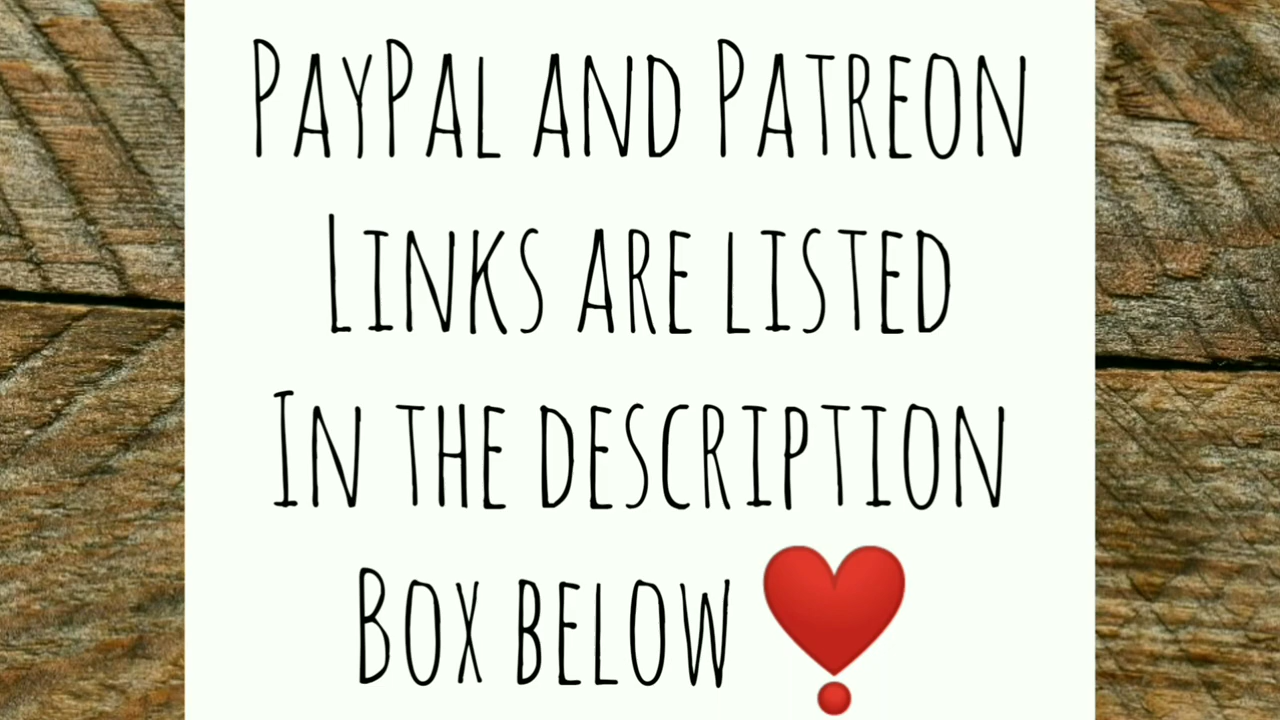 PayPal and Patreon
Links are listed
In the description
Box below ❣